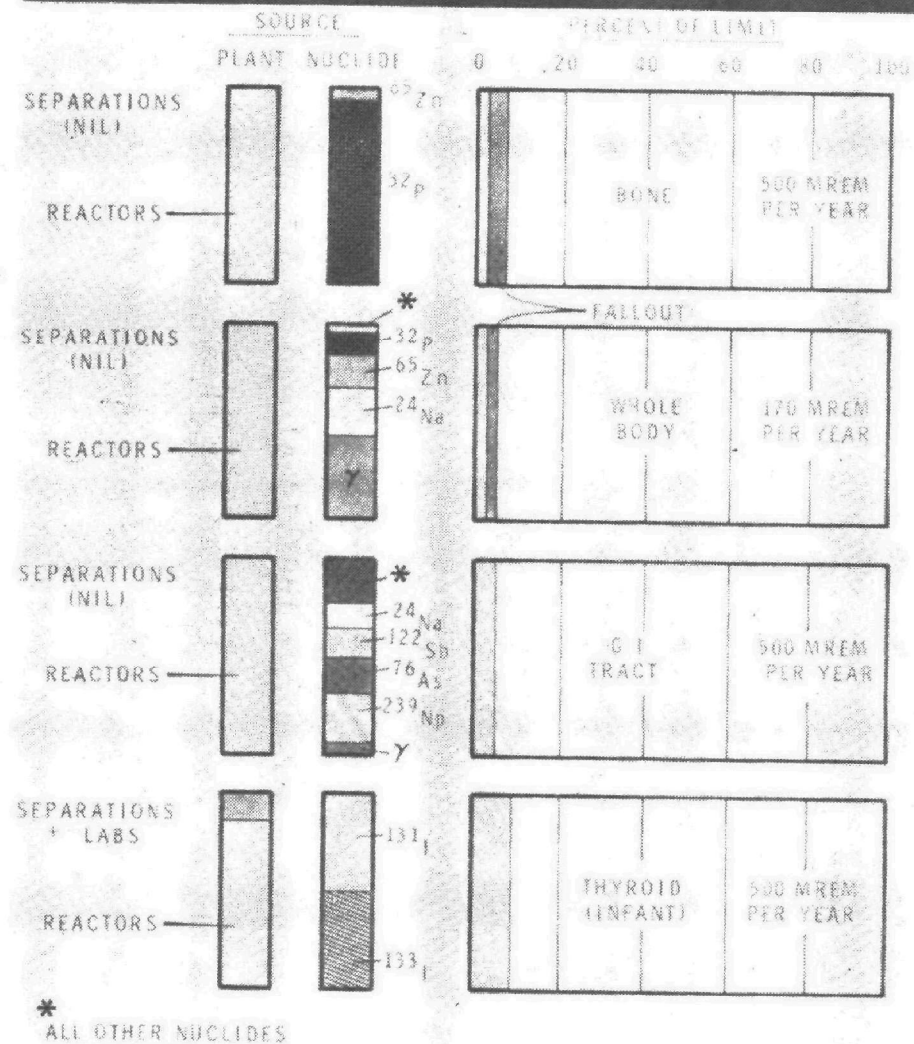 SOURCE
PERCENT OF LIMIT
PLANT NUCLIDE
0 20 40 60 80 100
SEPARATIONS
(NIL)
65Zn
32P
REACTORS
BONE
500 MREM
PER YEAR
*
FALLOUT
SEPARATIONS
(NIL)
32P
65Zn
24Na
REACTORS
γ
WHOLE
BODY
170 MREM
PER YEAR
SEPARATIONS
(NIL)
*
24Na
122Sb
76As
239Np
γ
REACTORS
G I
TRACT
500 MREM
PER YEAR
SEPARATIONS
+ LABS
131I
REACTORS
133I
THYROID
(INFANT)
500 MREM
PER YEAR
*
ALL OTHER NUCLIDES